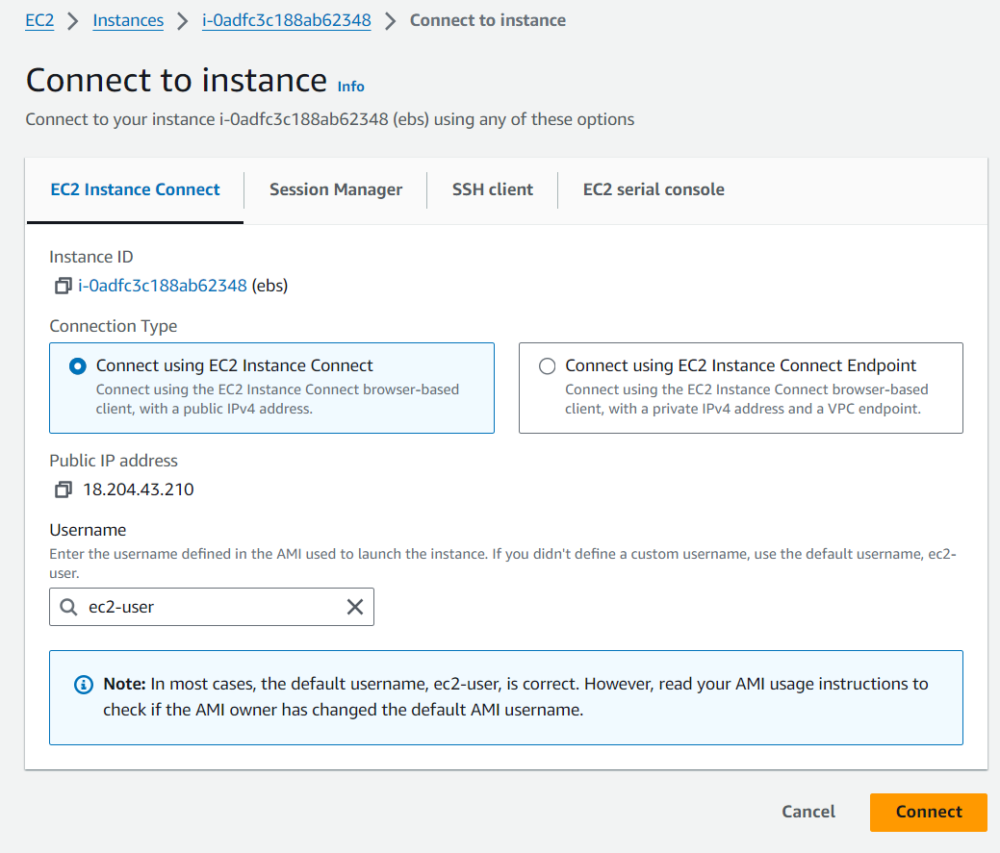 EC2 > Instances > i-0adfc3c188ab62348 > Connect to instance
Connect to instance Info
Connect to your instance i-0adfc3c188ab62348 (ebs) using any of these options
EC2 Instance Connect Session Manager SSH client EC2 serial console
Instance ID
i-0adfc3c188ab62348 (ebs)
Connection Type
Connect using EC2 Instance Connect
Connect using the EC2 Instance Connect browser-based
client, with a public IPv4 address.
Connect using EC2 Instance Connect Endpoint
Connect using the EC2 Instance Connect browser-based
client, with a private IPv4 address and a VPC endpoint.
Public IP address
18.204.43.210
Username
Enter the username defined in the AMI used to launch the instance. If you didn't define a custom username, use the default username, ec2-
user.
ec2-user
Note: In most cases, the default username, ec2-user, is correct. However, read your AMI usage instructions to
check if the AMI owner has changed the default AMI username.
Cancel Connect